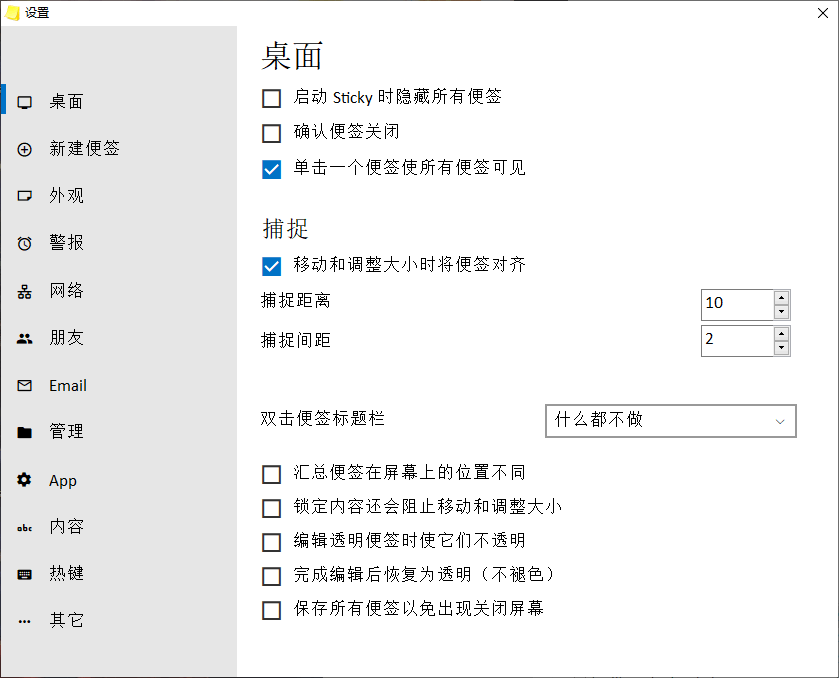 设置
桌面
新建便签
外观
警报
网络
朋友
Email
管理
App
abc
内容
热键
其它
桌面
启动 Sticky 时隐藏所有便签
确认便签关闭
单击一个便签使所有便签可见
捕捉
移动和调整大小时将便签对齐
捕捉距离 10
捕捉间距 2
双击便签标题栏 什么都不做
汇总便签在屏幕上的位置不同
锁定内容还会阻止移动和调整大小
编辑透明便签时使它们不透明
完成编辑后恢复为透明（不褪色）
保存所有便签以免出现关闭屏幕